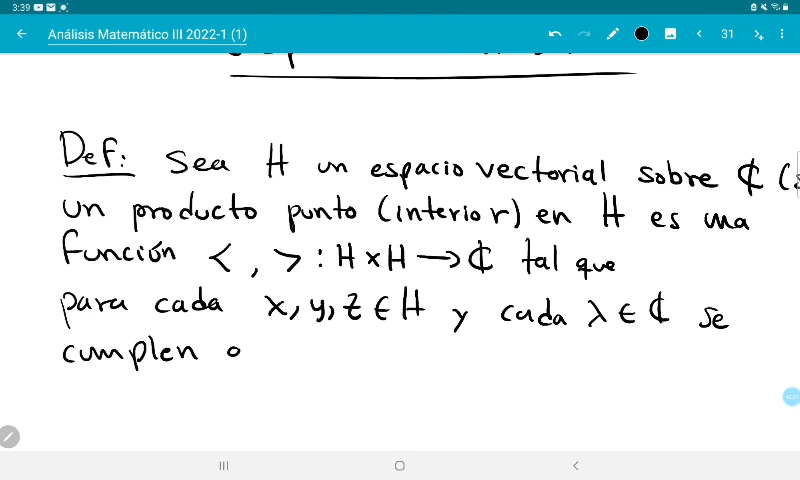 3:39
Análisis Matemático III 2022-1 (1)
31
Def: Sea H un espacio vectorial sobre ℂ (
un producto punto (interior) en H es una
función < , > : H x H → ℂ tal que
para cada x, y, z ∈ H y cada λ ∈ ℂ se
cumplen